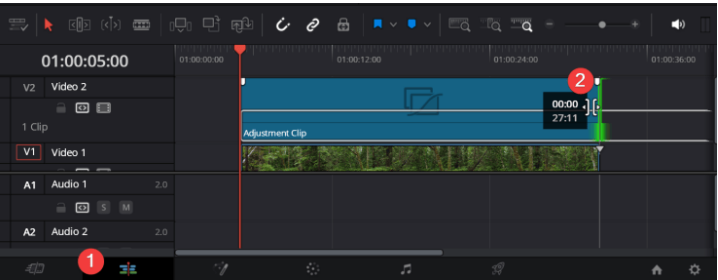 01:00:05:00
01:00:00:00
01:00:12:00
01:00:24:00
01:00:36:00
V2 Video 2
2
00:00
27:11
1 Clip
Adjustment Clip
V1 Video 1
A1 Audio 1 2.0
S M
A2 Audio 2 2.0
1